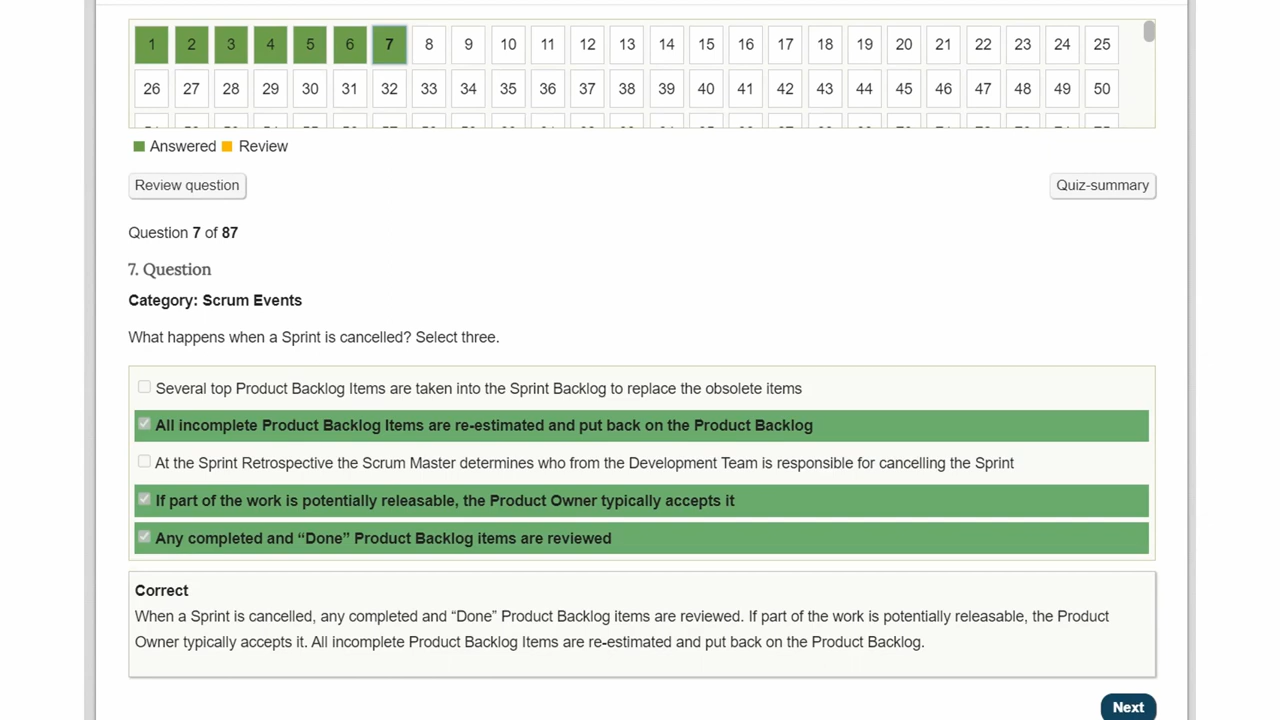 1 2 3 4 5 6 7 8 9 10 11 12 13 14 15 16 17 18 19 20 21 22 23 24 25
26 27 28 29 30 31 32 33 34 35 36 37 38 39 40 41 42 43 44 45 46 47 48 49 50
Answered Review
Review question Quiz-summary
Question 7 of 87
7. Question
Category: Scrum Events
What happens when a Sprint is cancelled? Select three.
Several top Product Backlog Items are taken into the Sprint Backlog to replace the obsolete items
All incomplete Product Backlog Items are re-estimated and put back on the Product Backlog
At the Sprint Retrospective the Scrum Master determines who from the Development Team is responsible for cancelling the Sprint
If part of the work is potentially releasable, the Product Owner typically accepts it
Any completed and “Done” Product Backlog items are reviewed
Correct
When a Sprint is cancelled, any completed and “Done” Product Backlog items are reviewed. If part of the work is potentially releasable, the Product
Owner typically accepts it. All incomplete Product Backlog Items are re-estimated and put back on the Product Backlog.
Next